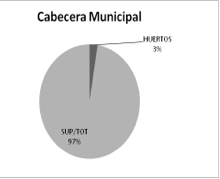 Cabecera Municipal
HUERTOS
3%
SUP/TOT
97%